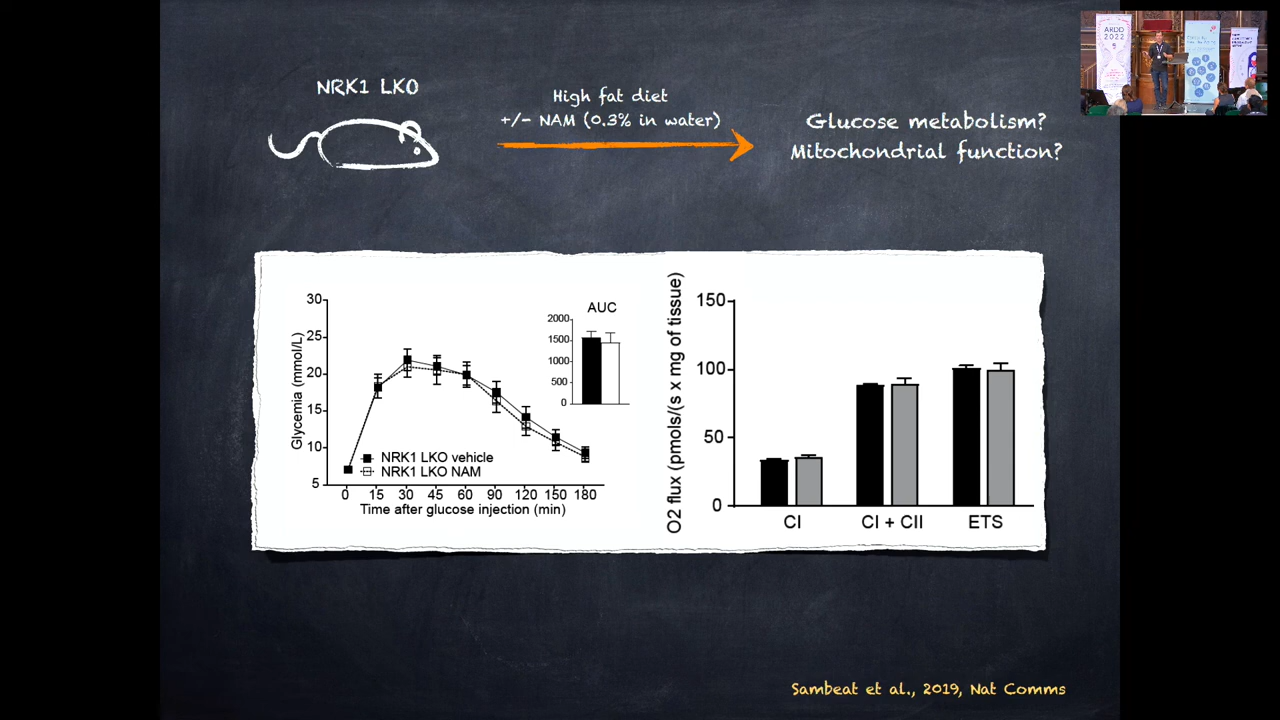 NRK1 LKO
High fat diet
+/- NAM (0.3% in water)
Glucose metabolism?
Mitochondrial function?
ARDD
2022
Glycemia (mmol/L)
30
25
20
15
10
5
0 15 30 45 60 90 120 150 180
Time after glucose injection (min)
NRK1 LKO vehicle
NRK1 LKO NAM
AUC
2000
1500
1000
500
0
O2 flux (pmols/(s x mg of tissue)
150
100
50
0
CI CI + CII ETS
Sambeat et al., 2019, Nat Comms